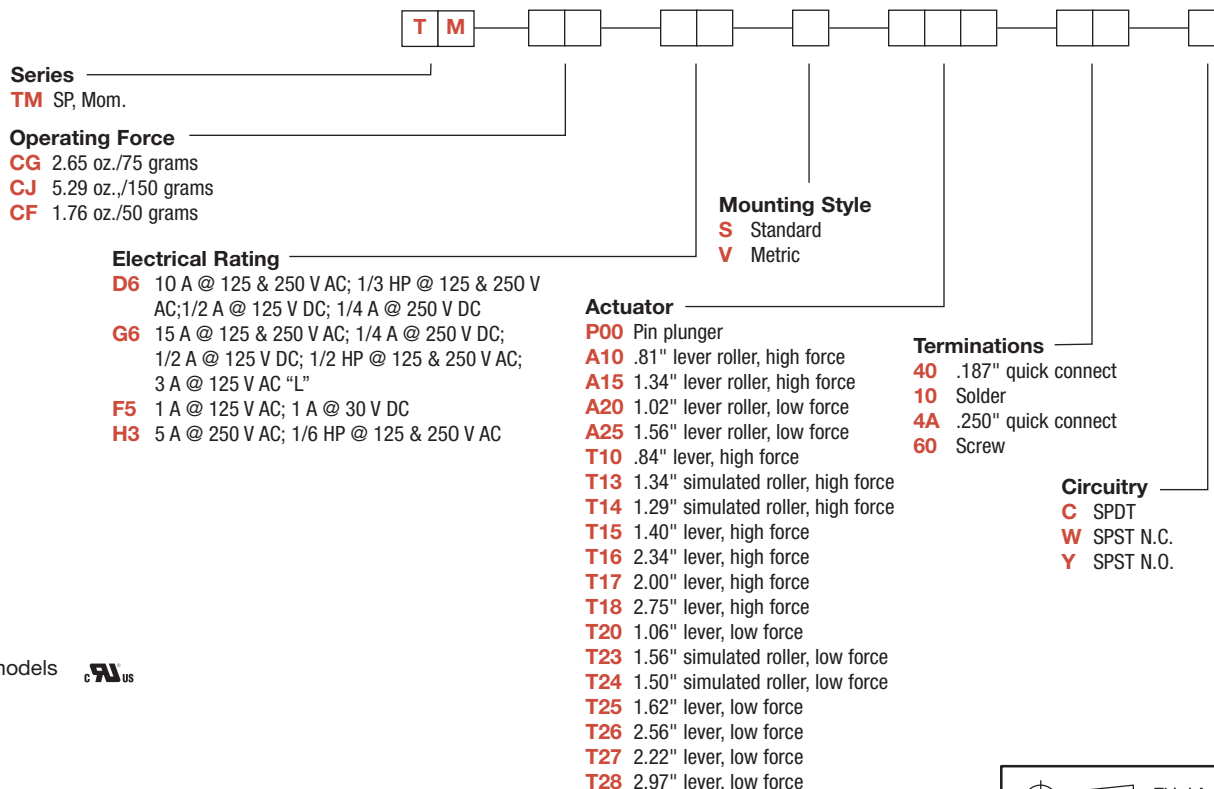 T M
Series
TM SP, Mom.
Operating Force
CG 2.65 oz./75 grams
CJ 5.29 oz.,/150 grams
CF 1.76 oz./50 grams
Electrical Rating
D6 10 A @ 125 & 250 V AC; 1/3 HP @ 125 & 250 V
AC;1/2 A @ 125 V DC; 1/4 A @ 250 V DC
G6 15 A @ 125 & 250 V AC; 1/4 A @ 250 V DC;
1/2 A @ 125 V DC; 1/2 HP @ 125 & 250 V AC;
3 A @ 125 V AC “L”
F5 1 A @ 125 V AC; 1 A @ 30 V DC
H3 5 A @ 250 V AC; 1/6 HP @ 125 & 250 V AC
Mounting Style
S Standard
V Metric
Actuator
P00 Pin plunger
A10 .81" lever roller, high force
A15 1.34" lever roller, high force
A20 1.02" lever roller, low force
A25 1.56" lever roller, low force
T10 .84" lever, high force
T13 1.34" simulated roller, high force
T14 1.29" simulated roller, high force
T15 1.40" lever, high force
T16 2.34" lever, high force
T17 2.00" lever, high force
T18 2.75" lever, high force
T20 1.06" lever, low force
T23 1.56" simulated roller, low force
T24 1.50" simulated roller, low force
T25 1.62" lever, low force
T26 2.56" lever, low force
T27 2.22" lever, low force
T28 2.97" lever, low force
Terminations
40 .187" quick connect
10 Solder
4A .250" quick connect
60 Screw
Circuitry
C SPDT
W SPST N.C.
Y SPST N.O.
models c US